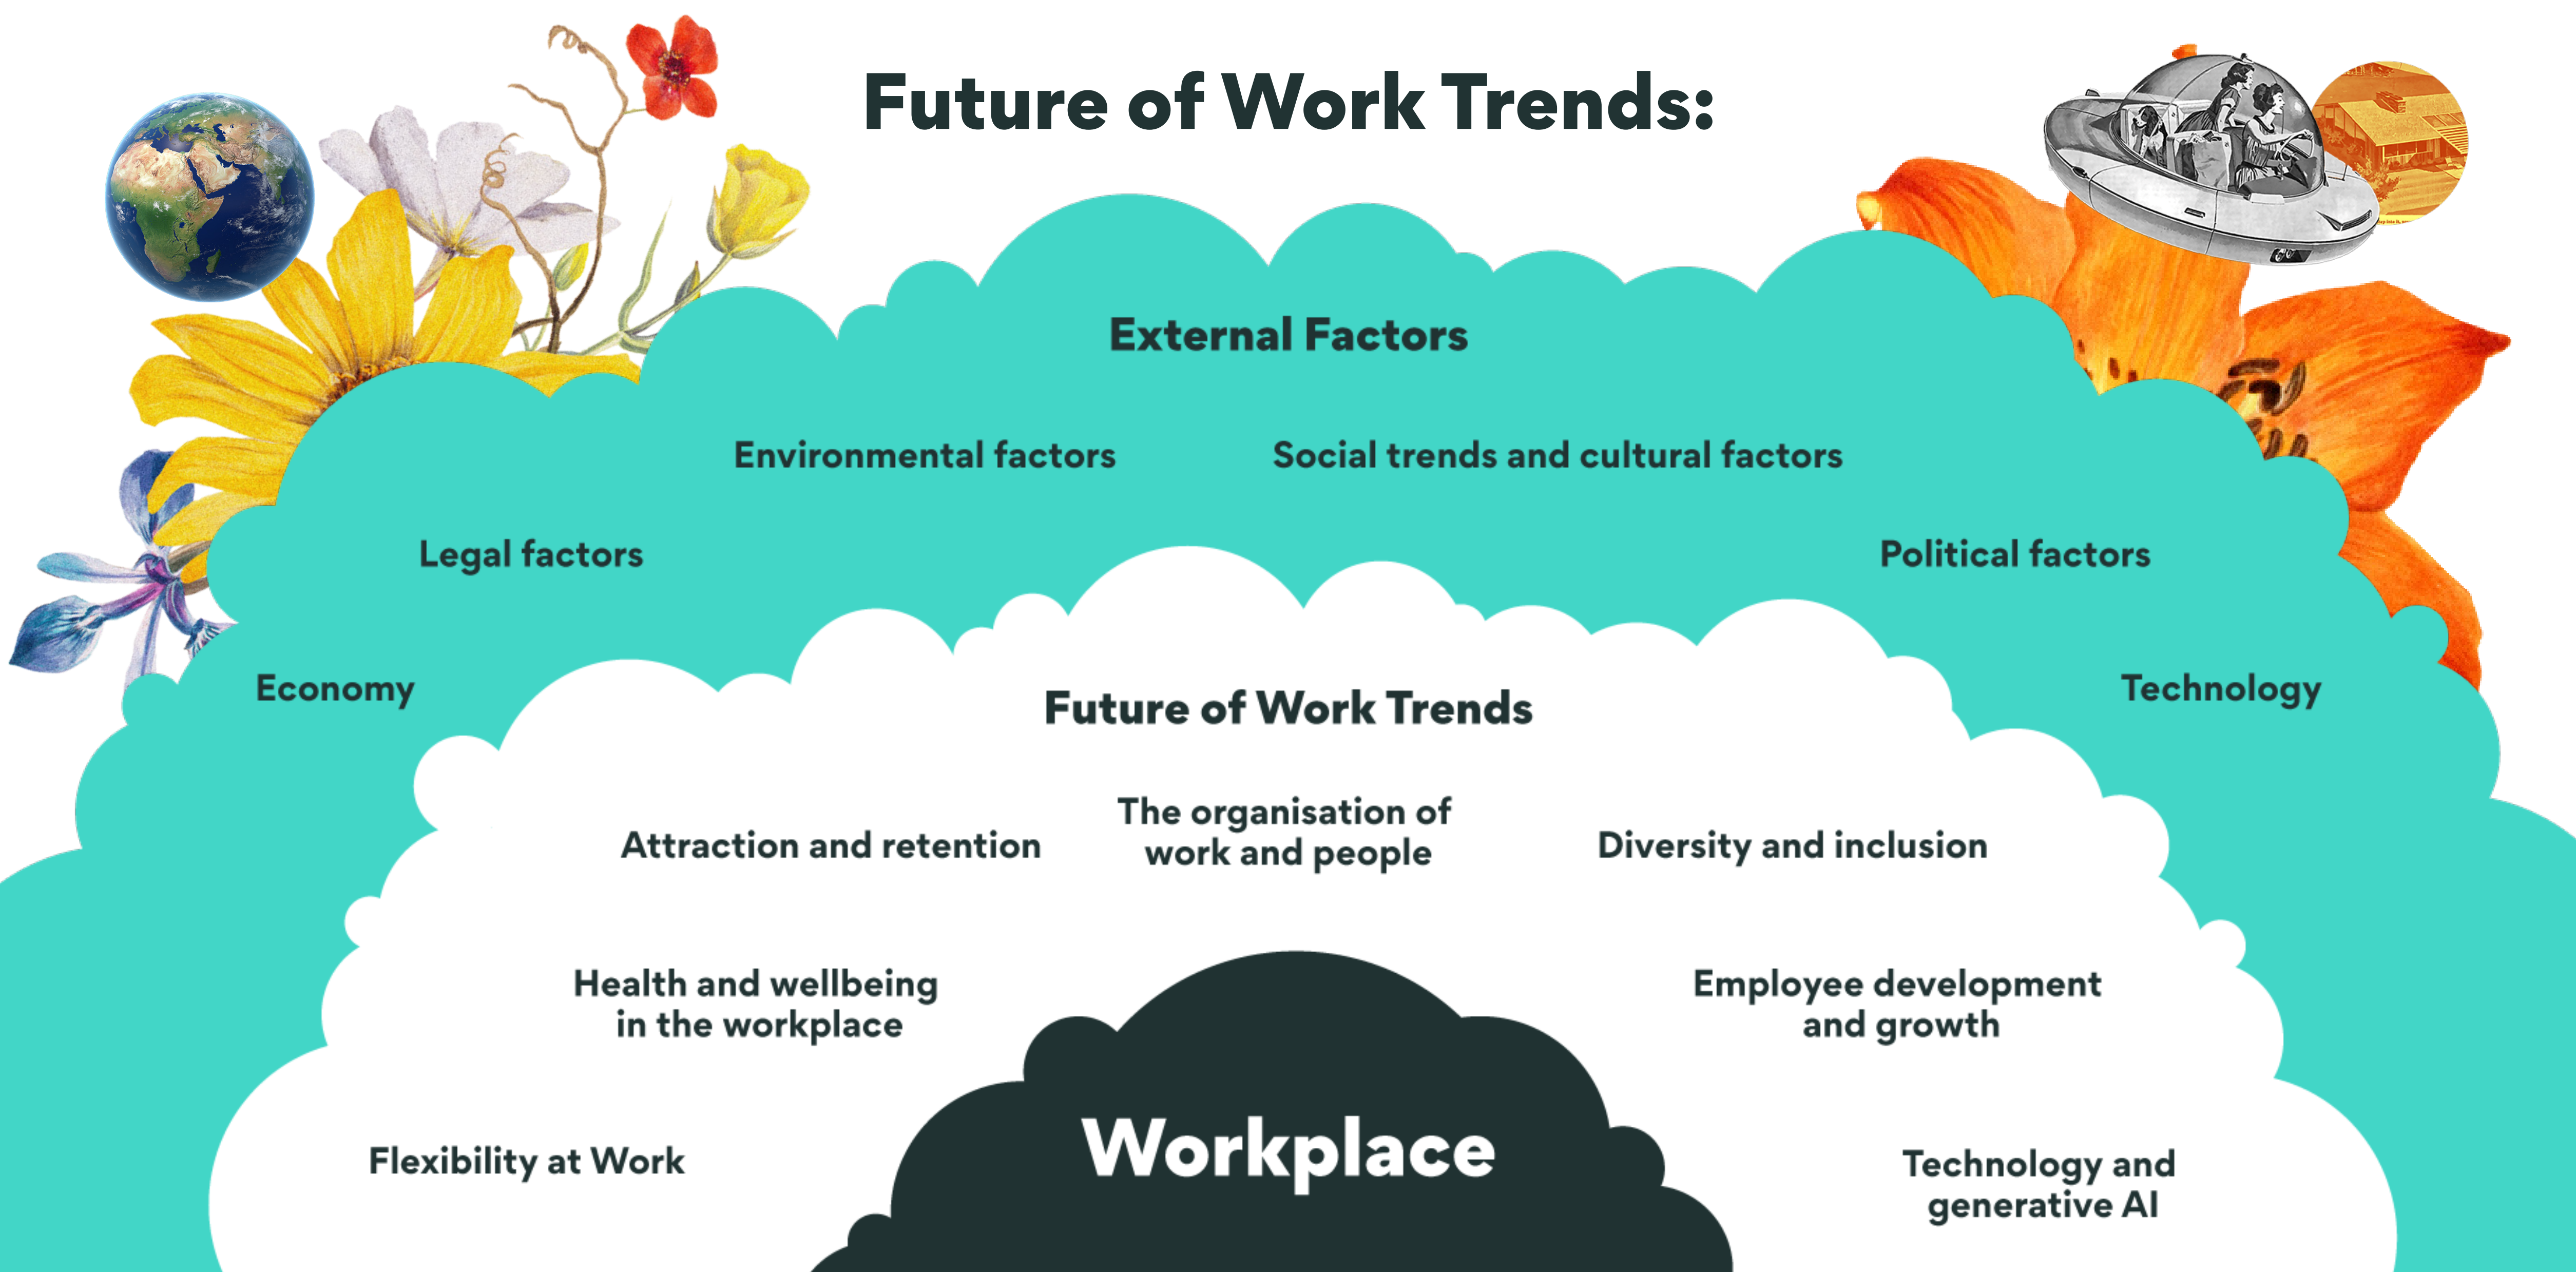 Future of Work Trends:
External Factors
Environmental factors
Social trends and cultural factors
Legal factors
Political factors
Economy
Technology
Future of Work Trends
Attraction and retention
The organisation of
work and people
Diversity and inclusion
Health and wellbeing
in the workplace
Employee development
and growth
Workplace
Flexibility at Work
Technology and
generative AI